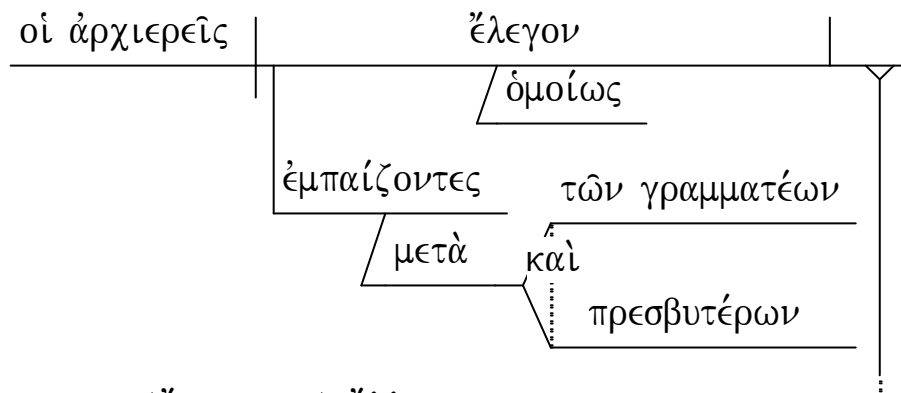 οἱ ἀρχιερεῖς ἔλεγον
ὁμοίως
ἐμπαίζοντες τῶν γραμματέων
μετὰ καὶ
πρεσβυτέρων